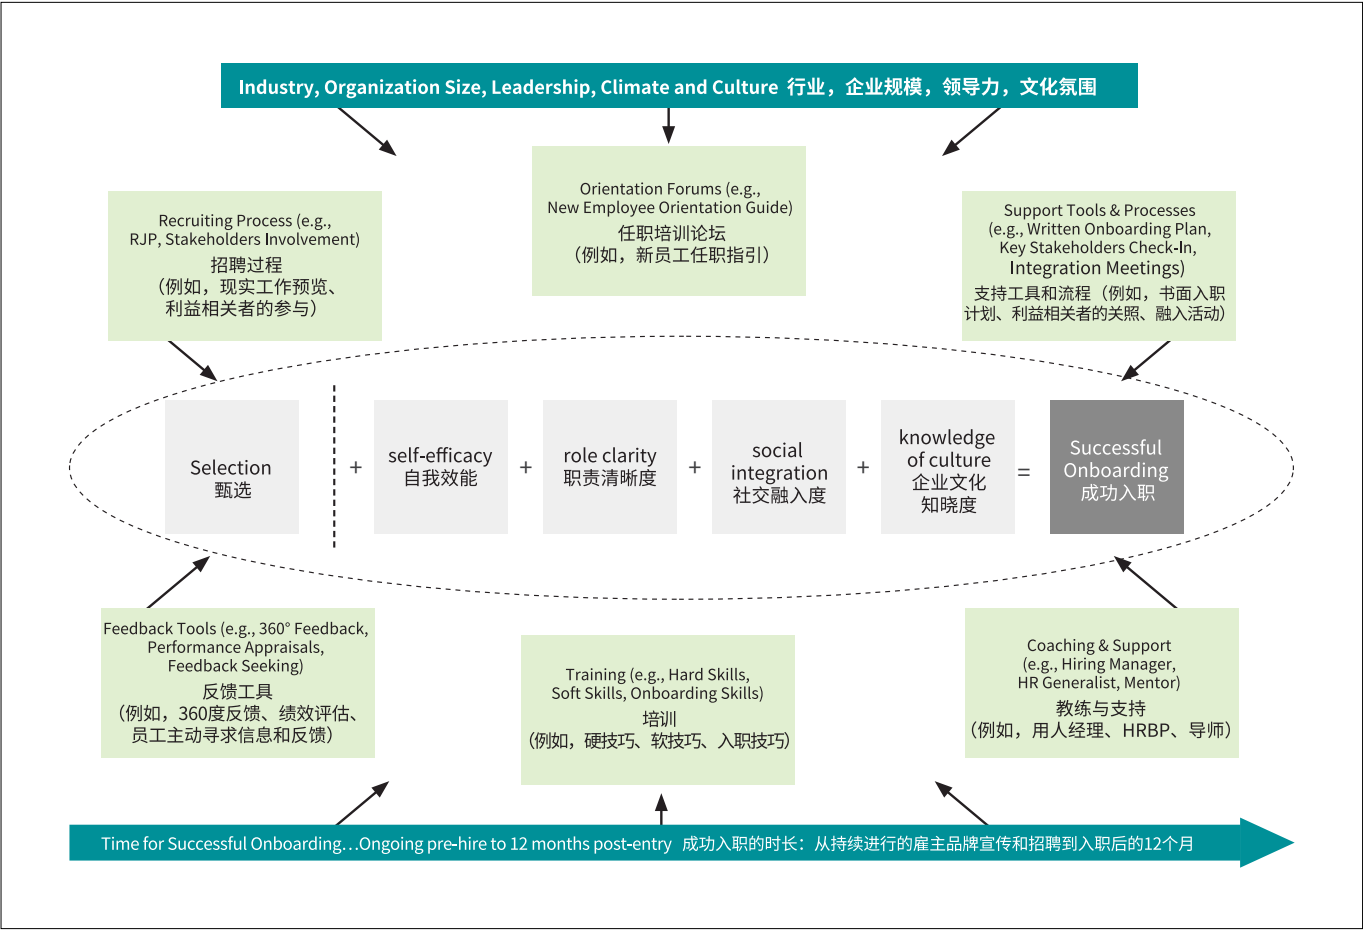 Industry, Organization Size, Leadership, Climate and Culture 行业，企业规模，领导力，文化氛围
Recruiting Process (e.g.,
RJP, Stakeholders Involvement)
招聘过程
（例如，现实工作预览、
利益相关者的参与）
Orientation Forums (e.g.,
New Employee Orientation Guide)
任职培训论坛
（例如，新员工任职指引）
Support Tools & Processes
(e.g., Written Onboarding Plan,
Key Stakeholders Check-In,
Integration Meetings)
支持工具和流程（例如，书面入职
计划、利益相关者的关照、融入活动）
Selection
甄选
+
self-efficacy
自我效能
+
role clarity
职责清晰度
+
social
integration
社交融入度
+
knowledge
of culture
企业文化
知晓度
=
Successful
Onboarding
成功入职
Feedback Tools (e.g., 360° Feedback,
Performance Appraisals,
Feedback Seeking)
反馈工具
（例如，360度反馈、绩效评估、
员工主动寻求信息和反馈）
Training (e.g., Hard Skills,
Soft Skills, Onboarding Skills)
培训
（例如，硬技巧、软技巧、入职技巧）
Coaching & Support
(e.g., Hiring Manager,
HR Generalist, Mentor)
教练与支持
（例如，用人经理、HRBP、导师）
Time for Successful Onboarding…Ongoing pre-hire to 12 months post-entry 成功入职的时长：从持续进行的雇主品牌宣传和招聘到入职后的12个月